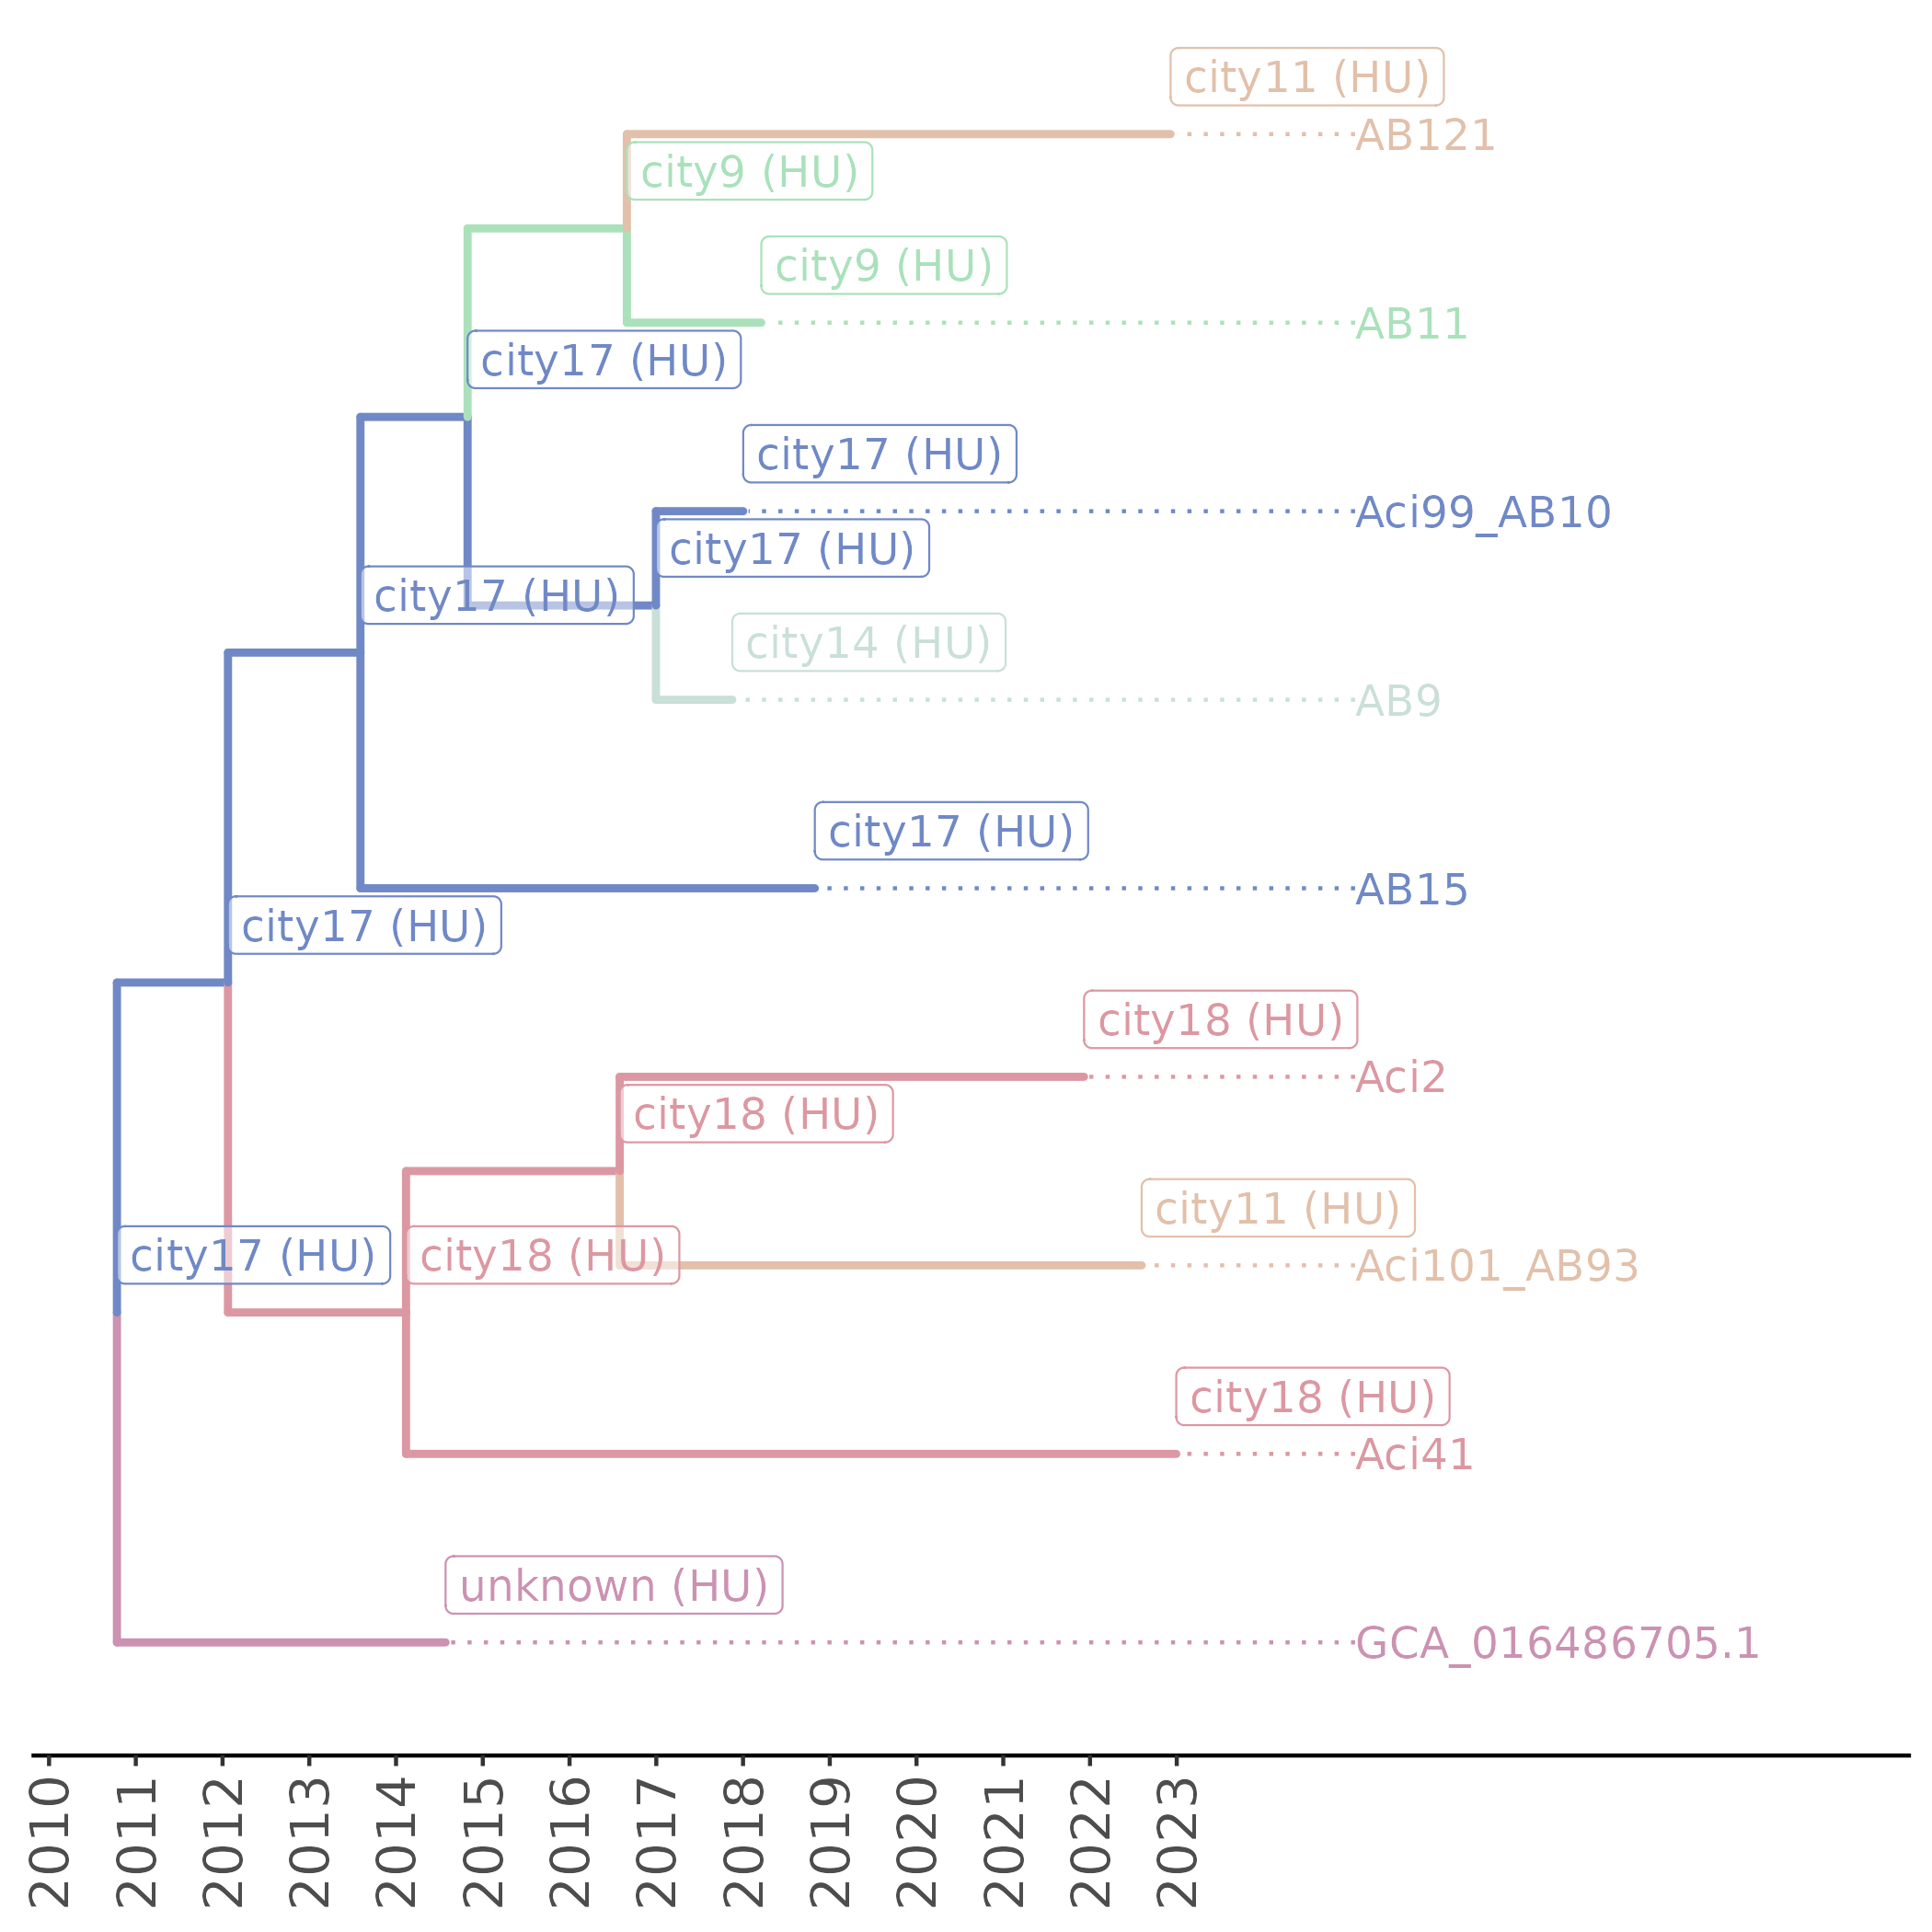 city11 (HU)
AB121
city9 (HU)
city9 (HU)
AB11
city17 (HU)
city17 (HU)
Aci99_AB10
city17 (HU)
city17 (HU)
city14 (HU)
AB9
city17 (HU)
AB15
city17 (HU)
city18 (HU)
Aci2
city18 (HU)
city11 (HU)
Aci101_AB93
city17 (HU)
city18 (HU)
city18 (HU)
Aci41
unknown (HU)
GCA_016486705.1
2010
2011
2012
2013
2014
2015
2016
2017
2018
2019
2020
2021
2022
2023